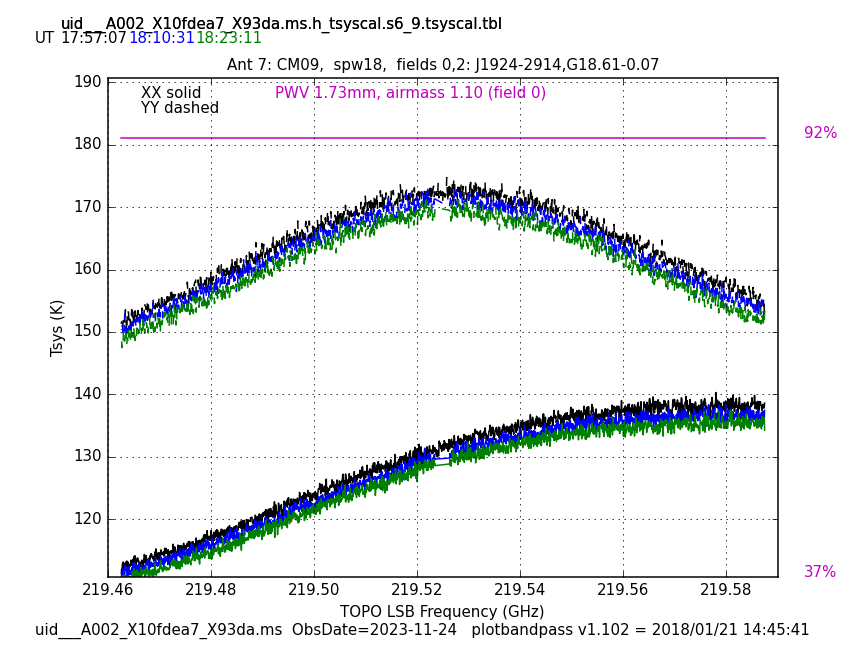 uid___A002_X10fdea7_X93da.ms.h_tsyscal.s6_9.tsyscal.tbl
UT 17:57:07 18:10:31 18:23:11
Ant 7: CM09,  spw18,  fields 0,2: J1924-2914,G18.61-0.07
XX solid
YY dashed
PWV 1.73mm, airmass 1.10 (field 0)
190
180
170
160
150
140
130
120
92%
37%
Tsys (K)
219.46 219.48 219.50 219.52 219.54 219.56 219.58
TOPO LSB Frequency (GHz)
uid___A002_X10fdea7_X93da.ms  ObsDate=2023-11-24   plotbandpass v1.102 = 2018/01/21 14:45:41